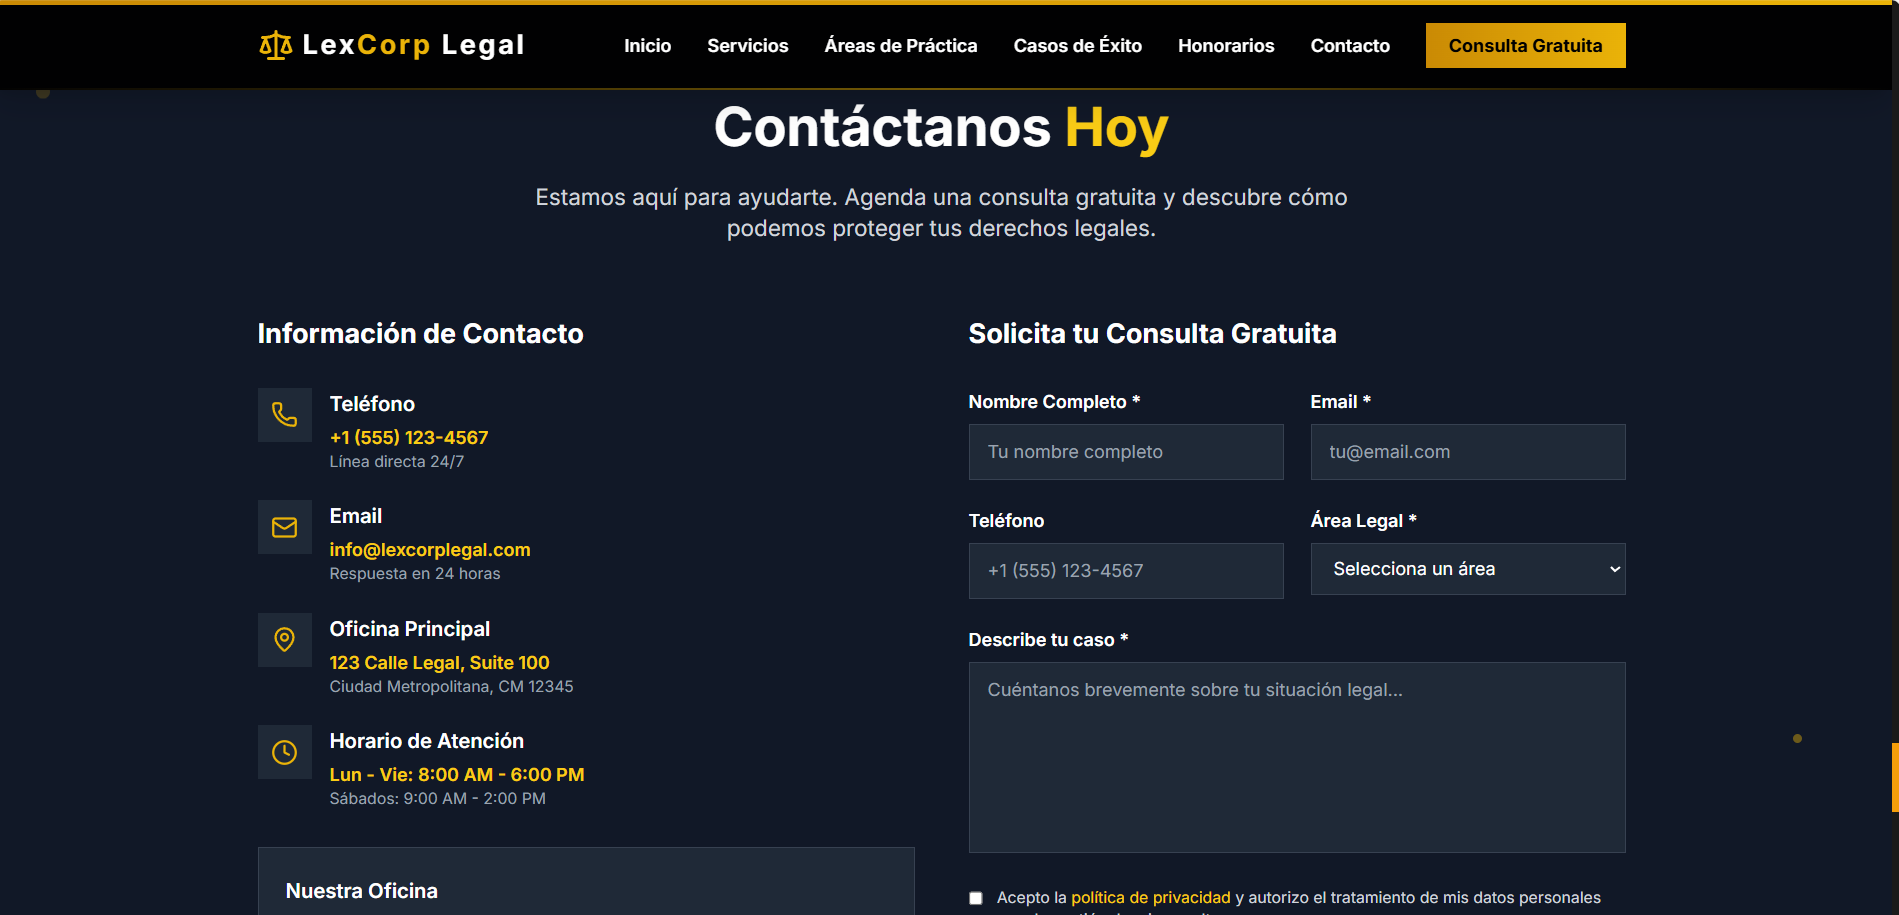 LexCorp Legal
Inicio
Servicios
Áreas de Práctica
Casos de Éxito
Honorarios
Contacto
Consulta Gratuita
Contáctanos Hoy
Estamos aquí para ayudarte. Agenda una consulta gratuita y descubre cómo
podemos proteger tus derechos legales.
Información de Contacto
Teléfono
+1 (555) 123-4567
Línea directa 24/7
Email
info@lexcorplegal.com
Respuesta en 24 horas
Oficina Principal
123 Calle Legal, Suite 100
Ciudad Metropolitana, CM 12345
Horario de Atención
Lun - Vie: 8:00 AM - 6:00 PM
Sábados: 9:00 AM - 2:00 PM
Nuestra Oficina
Solicita tu Consulta Gratuita
Nombre Completo *
Tu nombre completo
Email *
tu@email.com
Teléfono
+1 (555) 123-4567
Área Legal *
Selecciona un área
Describe tu caso *
Cuéntanos brevemente sobre tu situación legal...
Acepto la política de privacidad y autorizo el tratamiento de mis datos personales